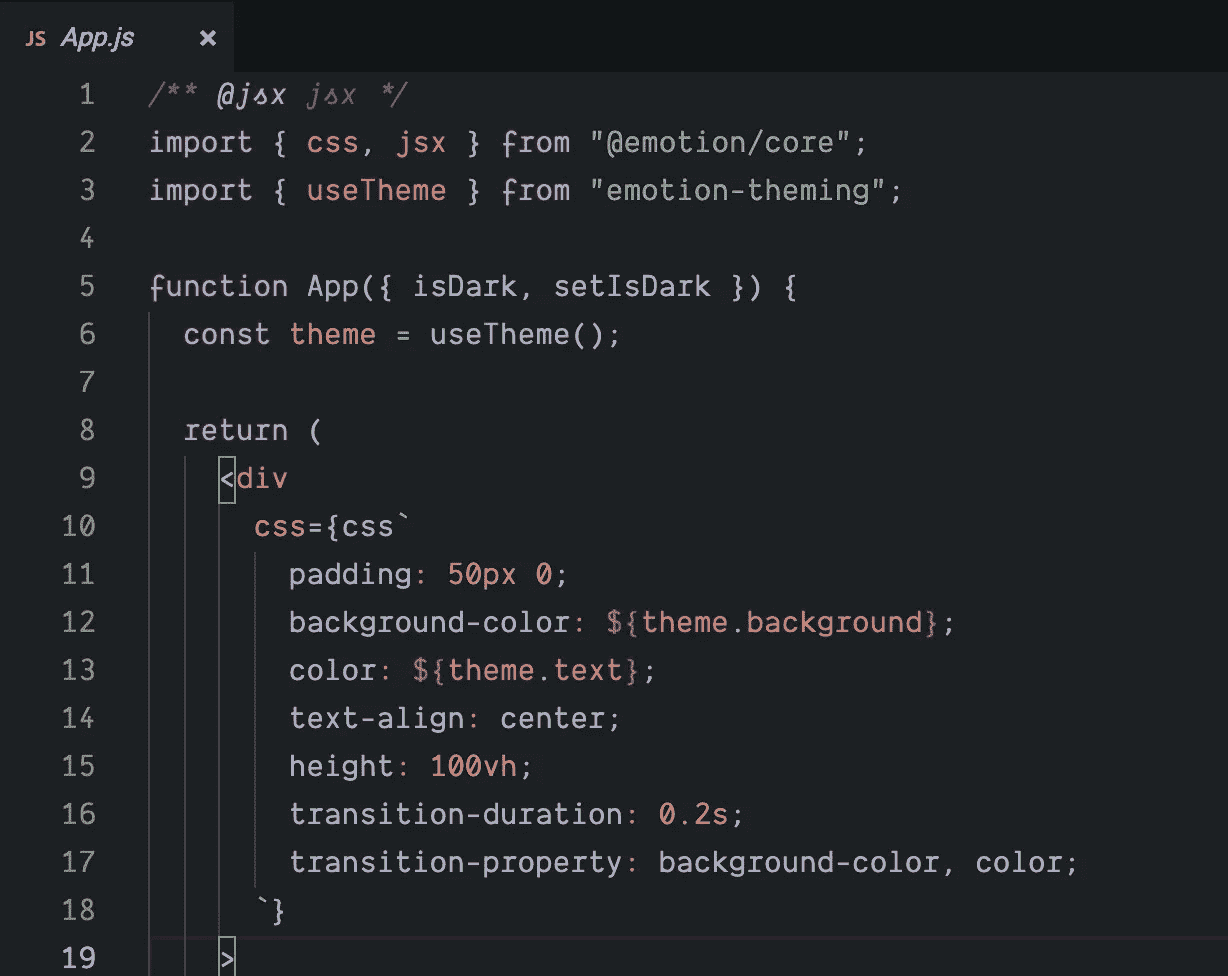 JS App.js ×
1 /** @jsx jsx */
2 import { css, jsx } from "@emotion/core";
3 import { useTheme } from "emotion-theming";
4
5 function App({ isDark, setIsDark }) {
6   const theme = useTheme();
7
8   return (
9     <div
10       css={css`
11         padding: 50px 0;
12         background-color: ${theme.background};
13         color: ${theme.text};
14         text-align: center;
15         height: 100vh;
16         transition-duration: 0.2s;
17         transition-property: background-color, color;
18       `}
19     >